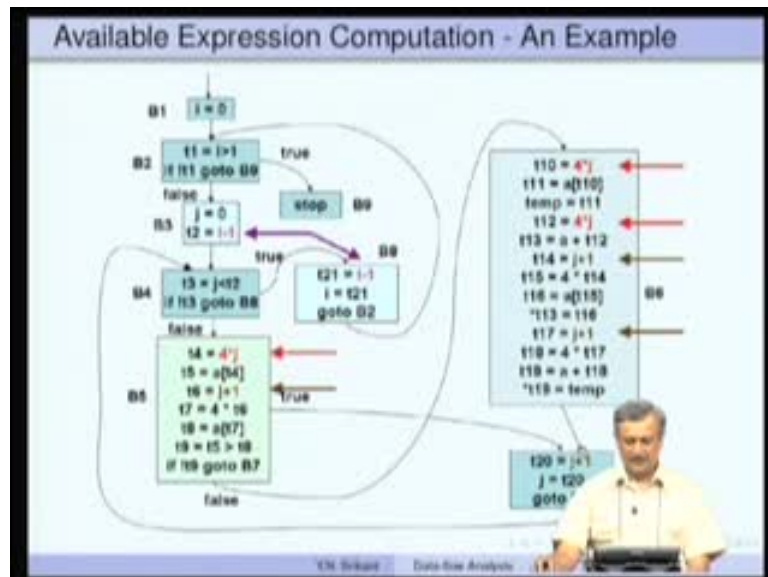 Available Expression Computation - An Example
B1
i = 0
B2
t1 = i>1
if !t1 goto B9
true
stop
B9
false
B3
j = 0
t2 = i-1
true
B8
t21 = i-1
i = t21
goto B2
B4
t3 = j<t2
if !t3 goto B8
false
B5
t4 = 4*j
t5 = a[t4]
t6 = j+1
t7 = 4 * t6
t8 = a[t7]
t9 = t5 > t8
if !t9 goto B7
true
false
t10 = 4*j
t11 = a[t10]
temp = t11
t12 = 4*j
t13 = a + t12
t14 = j+1
t15 = 4 * t14
t16 = a[t15]
*t13 = t16
t17 = j+1
t18 = 4 * t17
t19 = a + t18
*t19 = temp
B6
t20 = j+1
j = t20
goto
Y.N. Srikant
Data-flow Analysis